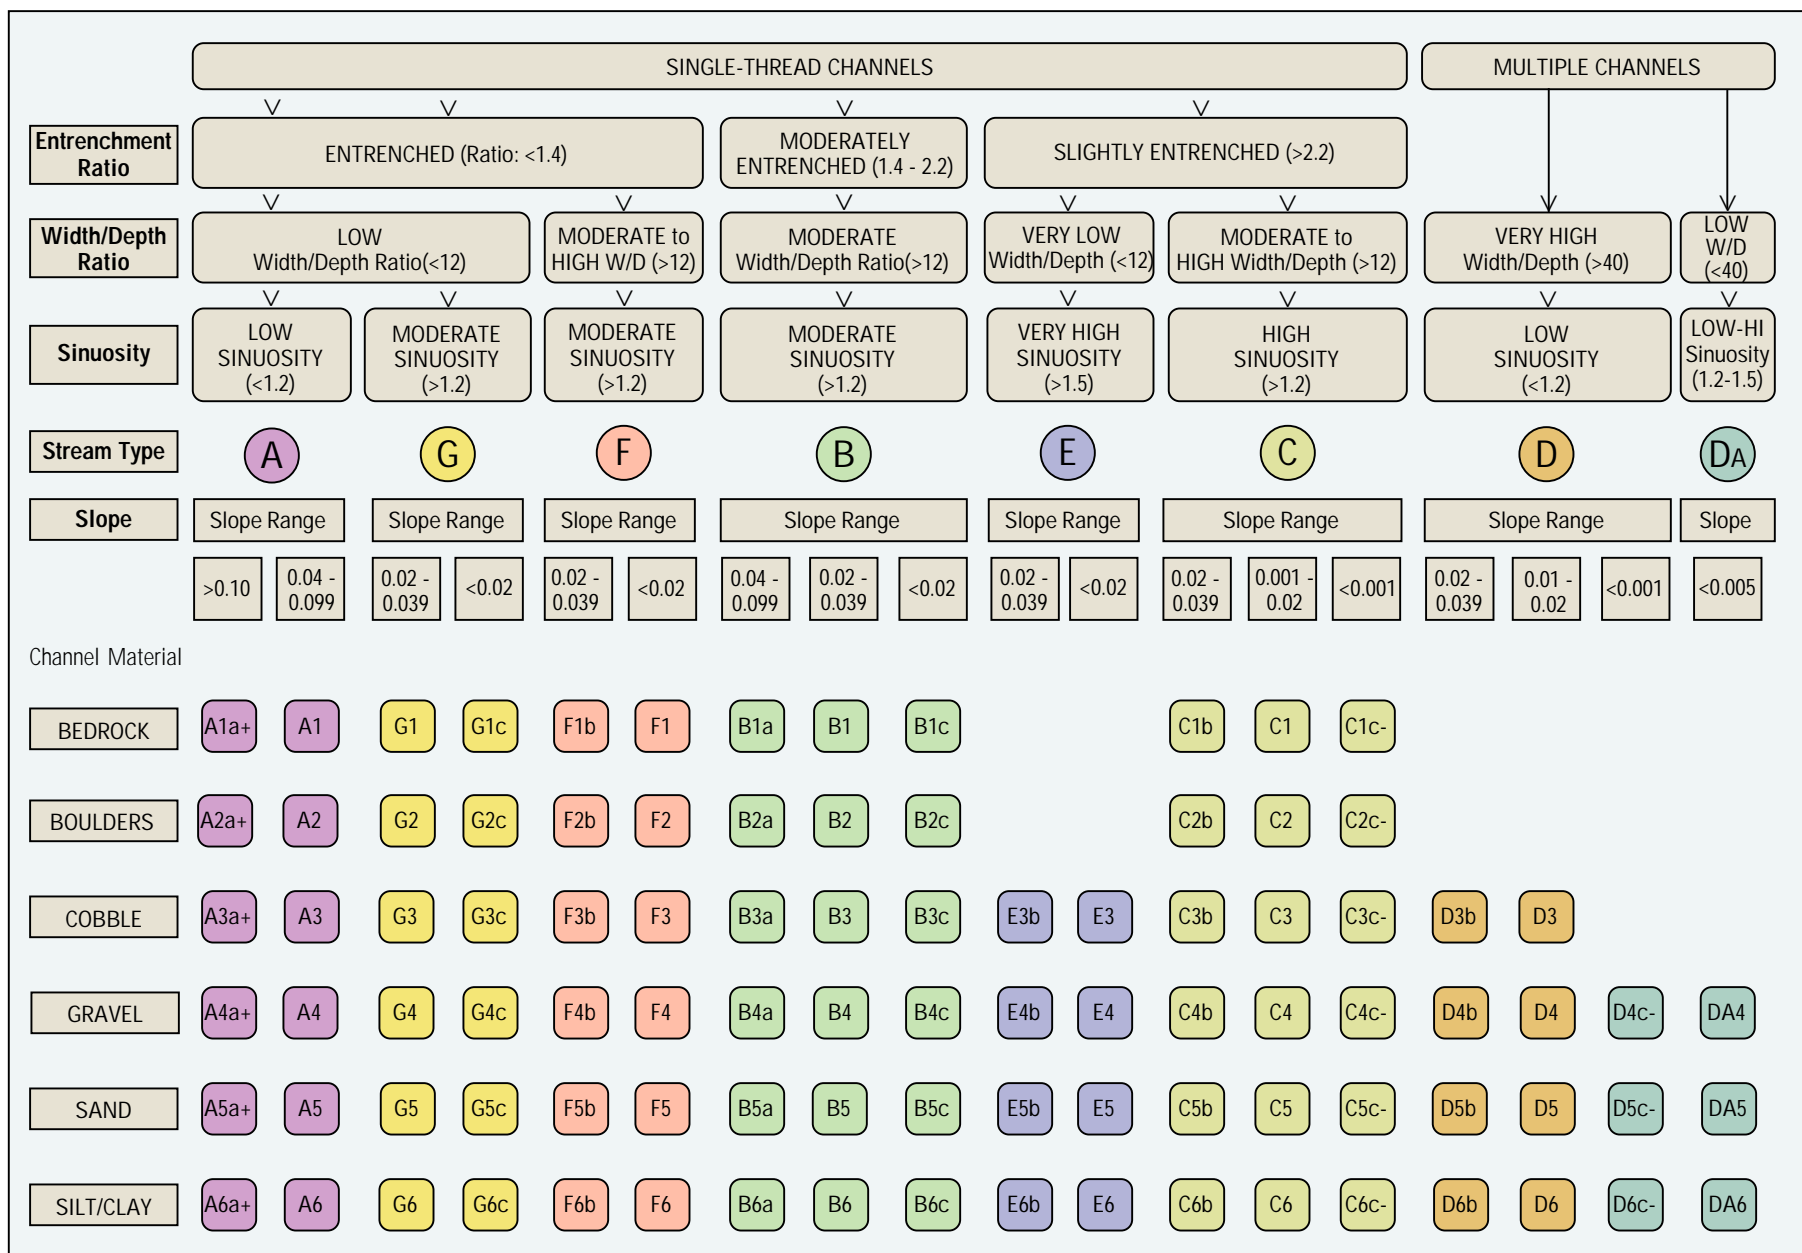 SINGLE-THREAD CHANNELS
MULTIPLE CHANNELS
Entrenchment
Ratio
ENTRENCHED (Ratio: <1.4)
MODERATELY
ENTRENCHED (1.4 - 2.2)
SLIGHTLY ENTRENCHED (>2.2)
Width/Depth
Ratio
LOW
Width/Depth Ratio(<12)
MODERATE to
HIGH W/D (>12)
MODERATE
Width/Depth Ratio(>12)
VERY LOW
Width/Depth (<12)
MODERATE to
HIGH Width/Depth (>12)
VERY HIGH
Width/Depth (>40)
LOW
W/D
(<40)
Sinuosity
LOW
SINUOSITY
(<1.2)
MODERATE
SINUOSITY
(>1.2)
MODERATE
SINUOSITY
(>1.2)
MODERATE
SINUOSITY
(>1.2)
VERY HIGH
SINUOSITY
(>1.5)
HIGH
SINUOSITY
(>1.2)
LOW
SINUOSITY
(<1.2)
LOW-HI
Sinuosity
(1.2-1.5)
Stream Type
A
G
F
B
E
C
D
DA
Slope
Slope Range
Slope Range
Slope Range
Slope Range
Slope Range
Slope Range
Slope Range
Slope
>0.10
0.04 -
0.099
0.02 -
0.039
<0.02
0.02 -
0.039
<0.02
0.04 -
0.099
0.02 -
0.039
<0.02
0.02 -
0.039
<0.02
0.02 -
0.039
0.001 -
0.02
<0.001
0.02 -
0.039
0.01 -
0.02
<0.001
<0.005
Channel Material
BEDROCK
A1a+
A1
G1
G1c
F1b
F1
B1a
B1
B1c
C1b
C1
C1c-
BOULDERS
A2a+
A2
G2
G2c
F2b
F2
B2a
B2
B2c
C2b
C2
C2c-
COBBLE
A3a+
A3
G3
G3c
F3b
F3
B3a
B3
B3c
E3b
E3
C3b
C3
C3c-
D3b
D3
GRAVEL
A4a+
A4
G4
G4c
F4b
F4
B4a
B4
B4c
E4b
E4
C4b
C4
C4c-
D4b
D4
D4c-
DA4
SAND
A5a+
A5
G5
G5c
F5b
F5
B5a
B5
B5c
E5b
E5
C5b
C5
C5c-
D5b
D5
D5c-
DA5
SILT/CLAY
A6a+
A6
G6
G6c
F6b
F6
B6a
B6
B6c
E6b
E6
C6b
C6
C6c-
D6b
D6
D6c-
DA6